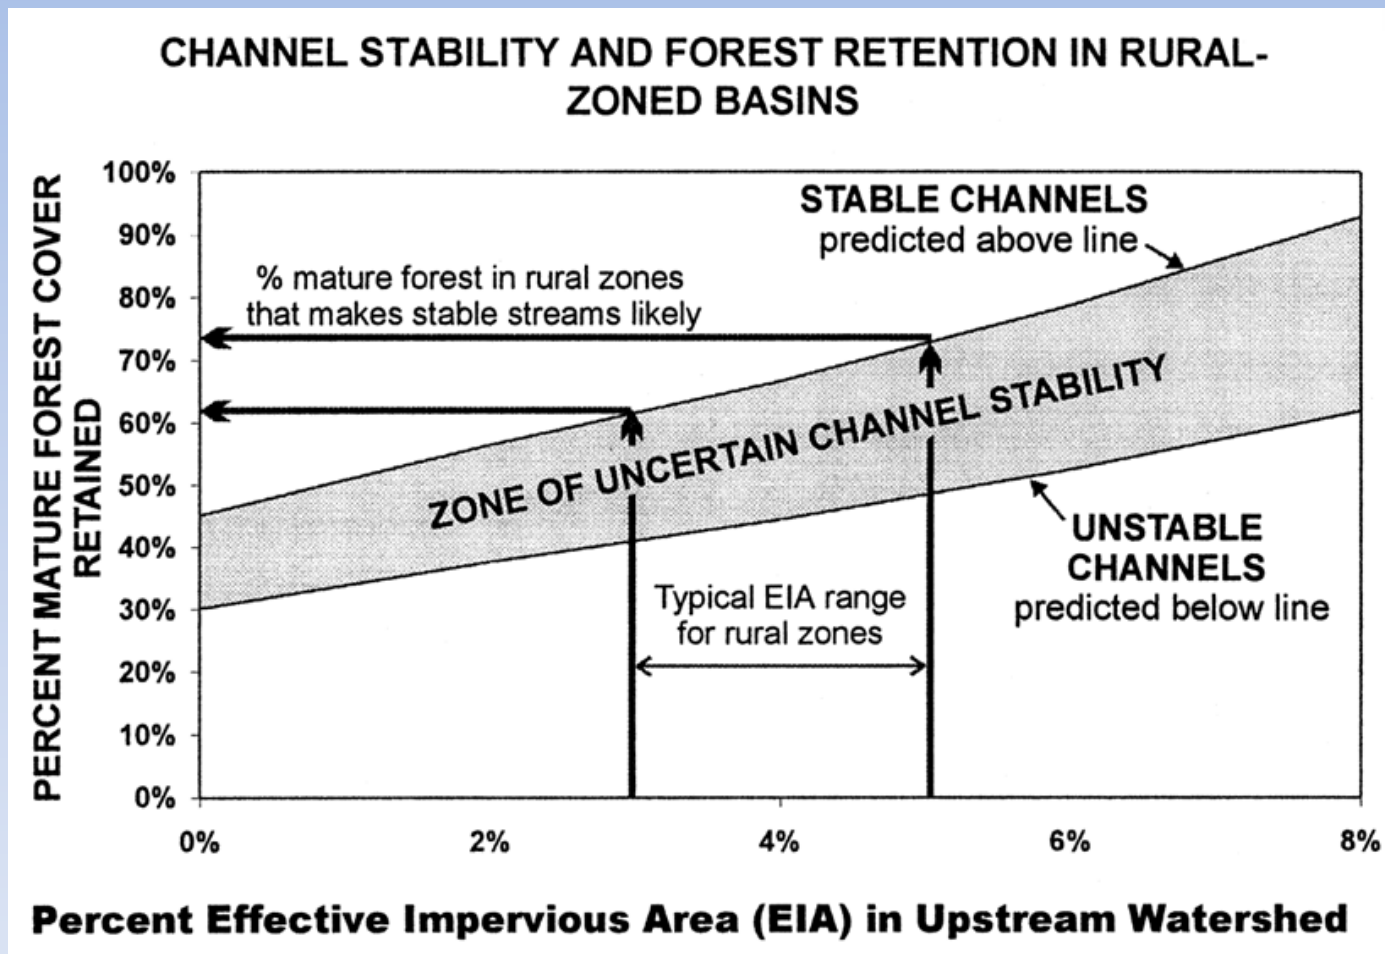 CHANNEL STABILITY AND FOREST RETENTION IN RURAL-
ZONED BASINS
PERCENT MATURE FOREST COVER
RETAINED
100%
90%
80%
70%
60%
50%
40%
30%
20%
10%
0%
STABLE CHANNELS
predicted above line
% mature forest in rural zones
that makes stable streams likely
ZONE OF UNCERTAIN CHANNEL STABILITY
UNSTABLE
CHANNELS
predicted below line
Typical EIA range
for rural zones
0%
2%
4%
6%
8%
Percent Effective Impervious Area (EIA) in Upstream Watershed